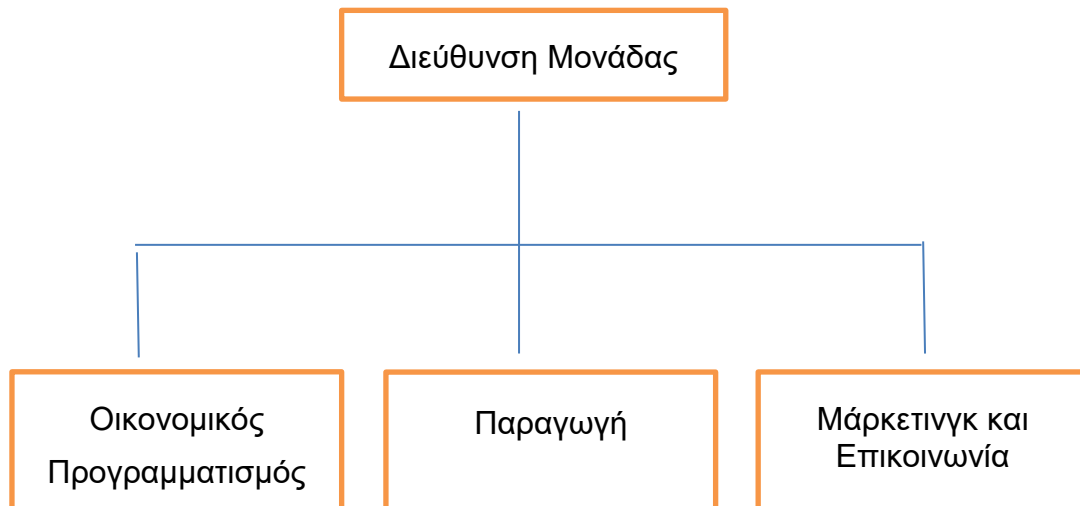 Διεύθυνση Μονάδας
Οικονομικός
Προγραμματισμός
Παραγωγή
Μάρκετινγκ και
Επικοινωνία